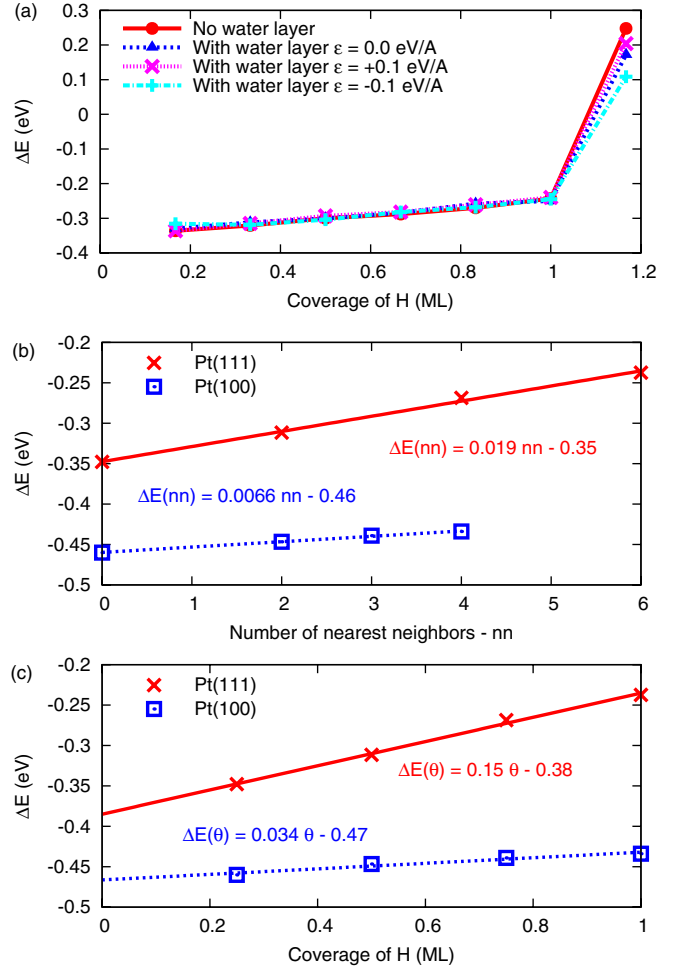 (a)
No water layer
With water layer ε = 0.0 eV/A
With water layer ε = +0.1 eV/A
With water layer ε = -0.1 eV/A
0.3
0.2
0.1
0
-0.1
-0.2
-0.3
-0.4
ΔE (eV)
0 0.2 0.4 0.6 0.8 1 1.2
Coverage of H (ML)
(b)
Pt(111)
Pt(100)
-0.2
-0.25
-0.3
-0.35
-0.4
-0.45
-0.5
ΔE (eV)
ΔE(nn) = 0.019 nn - 0.35
ΔE(nn) = 0.0066 nn - 0.46
0 1 2 3 4 5 6
Number of nearest neighbors - nn
(c)
Pt(111)
Pt(100)
-0.2
-0.25
-0.3
-0.35
-0.4
-0.45
-0.5
ΔE (eV)
ΔE(θ) = 0.15 θ - 0.38
ΔE(θ) = 0.034 θ - 0.47
0 0.2 0.4 0.6 0.8 1
Coverage of H (ML)